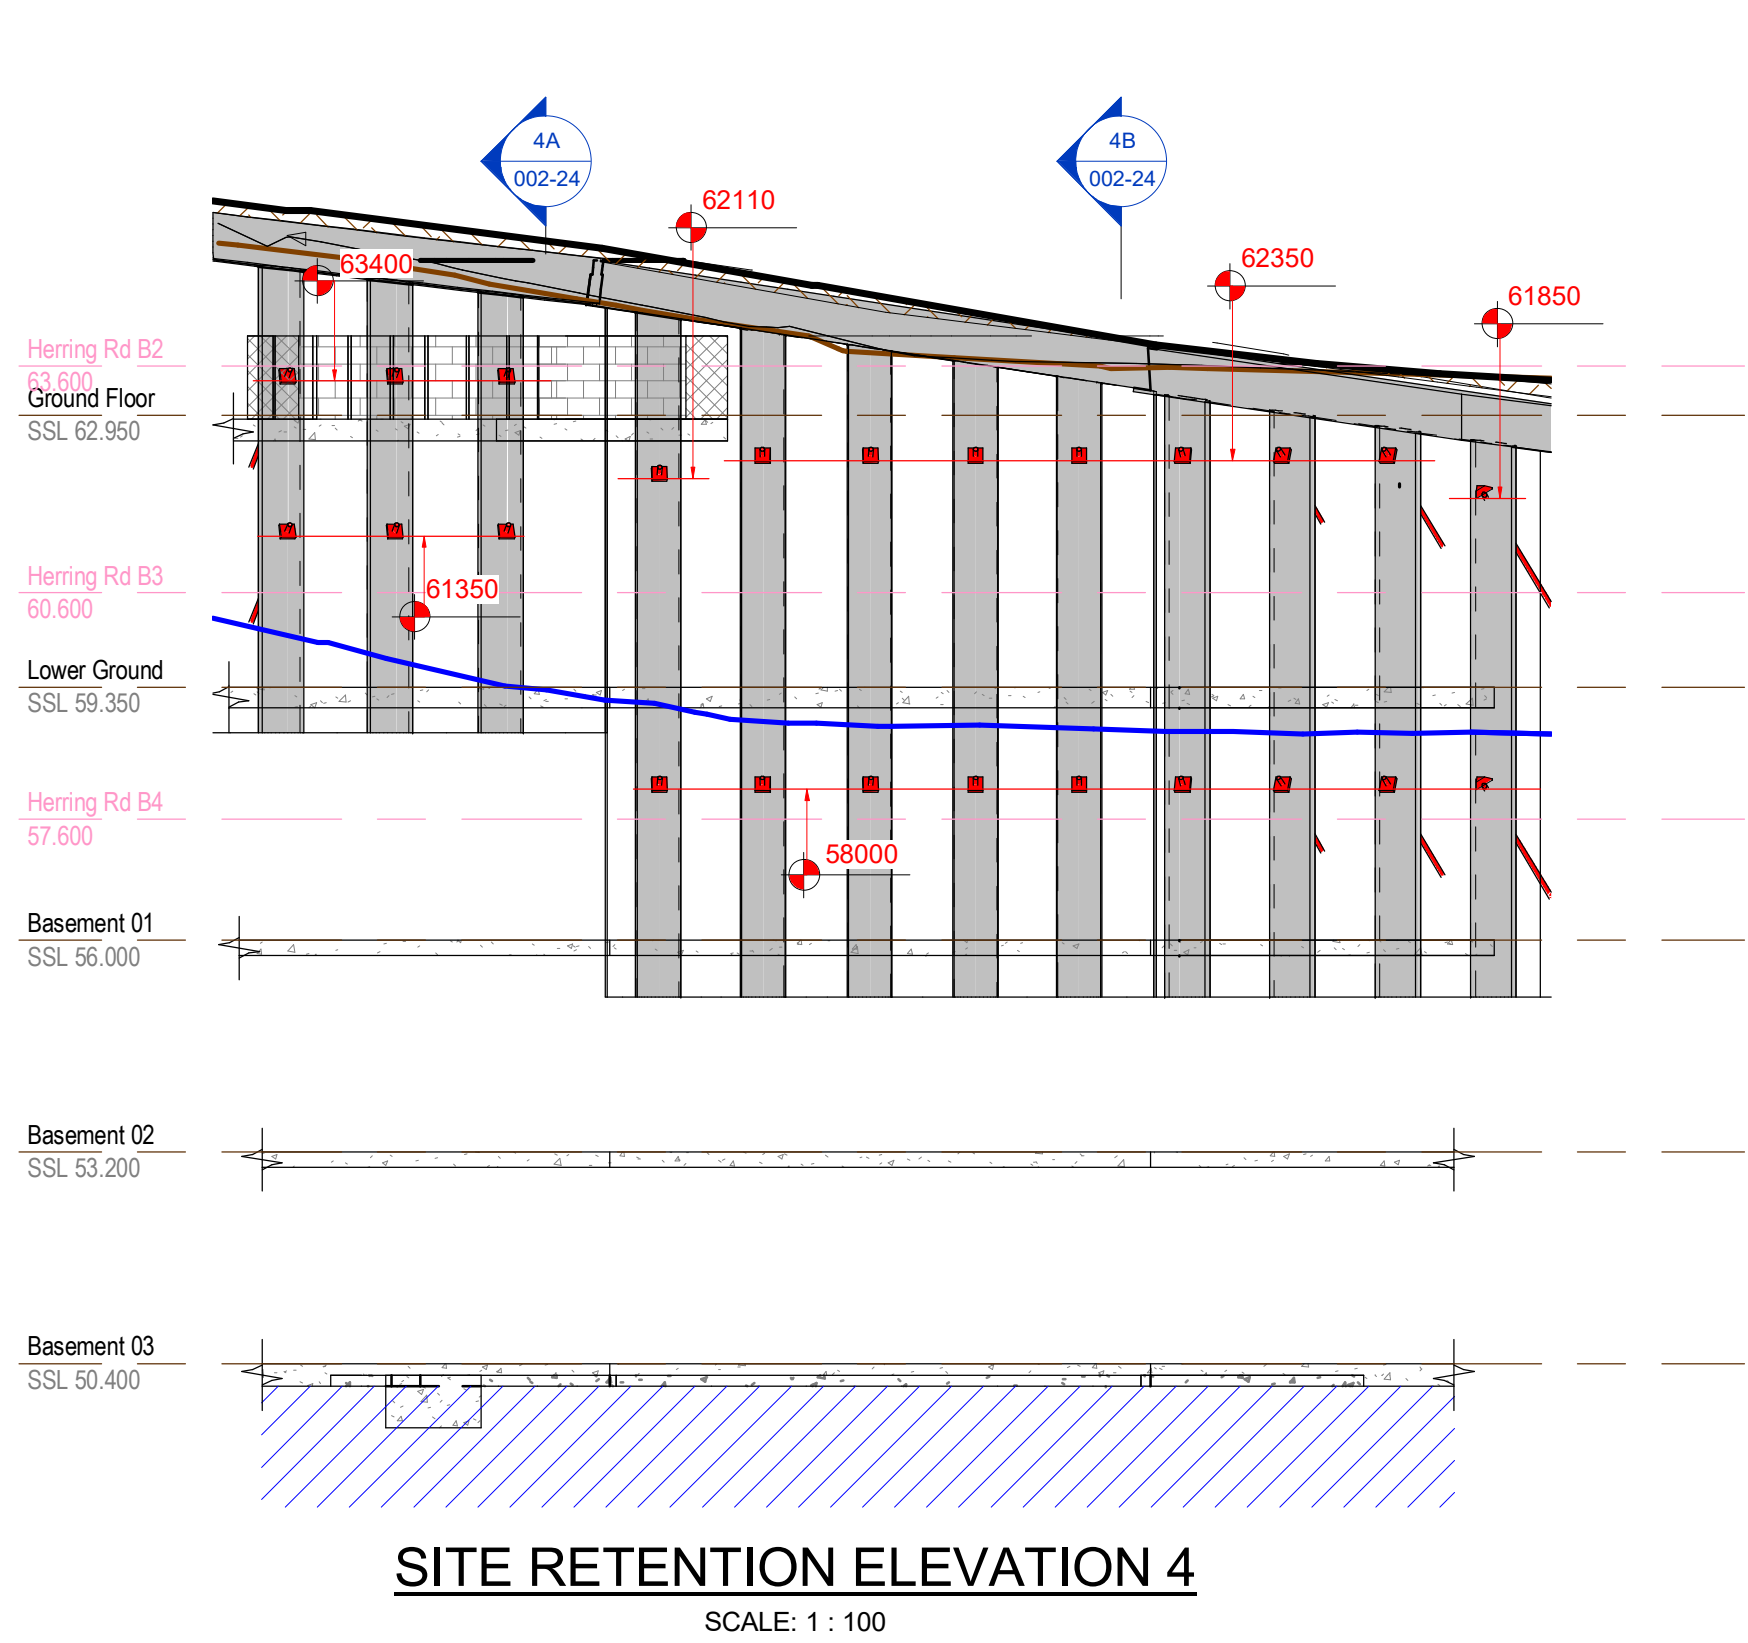 4A
002-24
4B
002-24
62110
63400
62350
61850
Herring Rd B2
63.600
Ground Floor
SSL 62.950
Herring Rd B3
60.600
61350
Lower Ground
SSL 59.350
Herring Rd B4
57.600
58000
Basement 01
SSL 56.000
Basement 02
SSL 53.200
Basement 03
SSL 50.400
SITE RETENTION ELEVATION 4
SCALE: 1 : 100